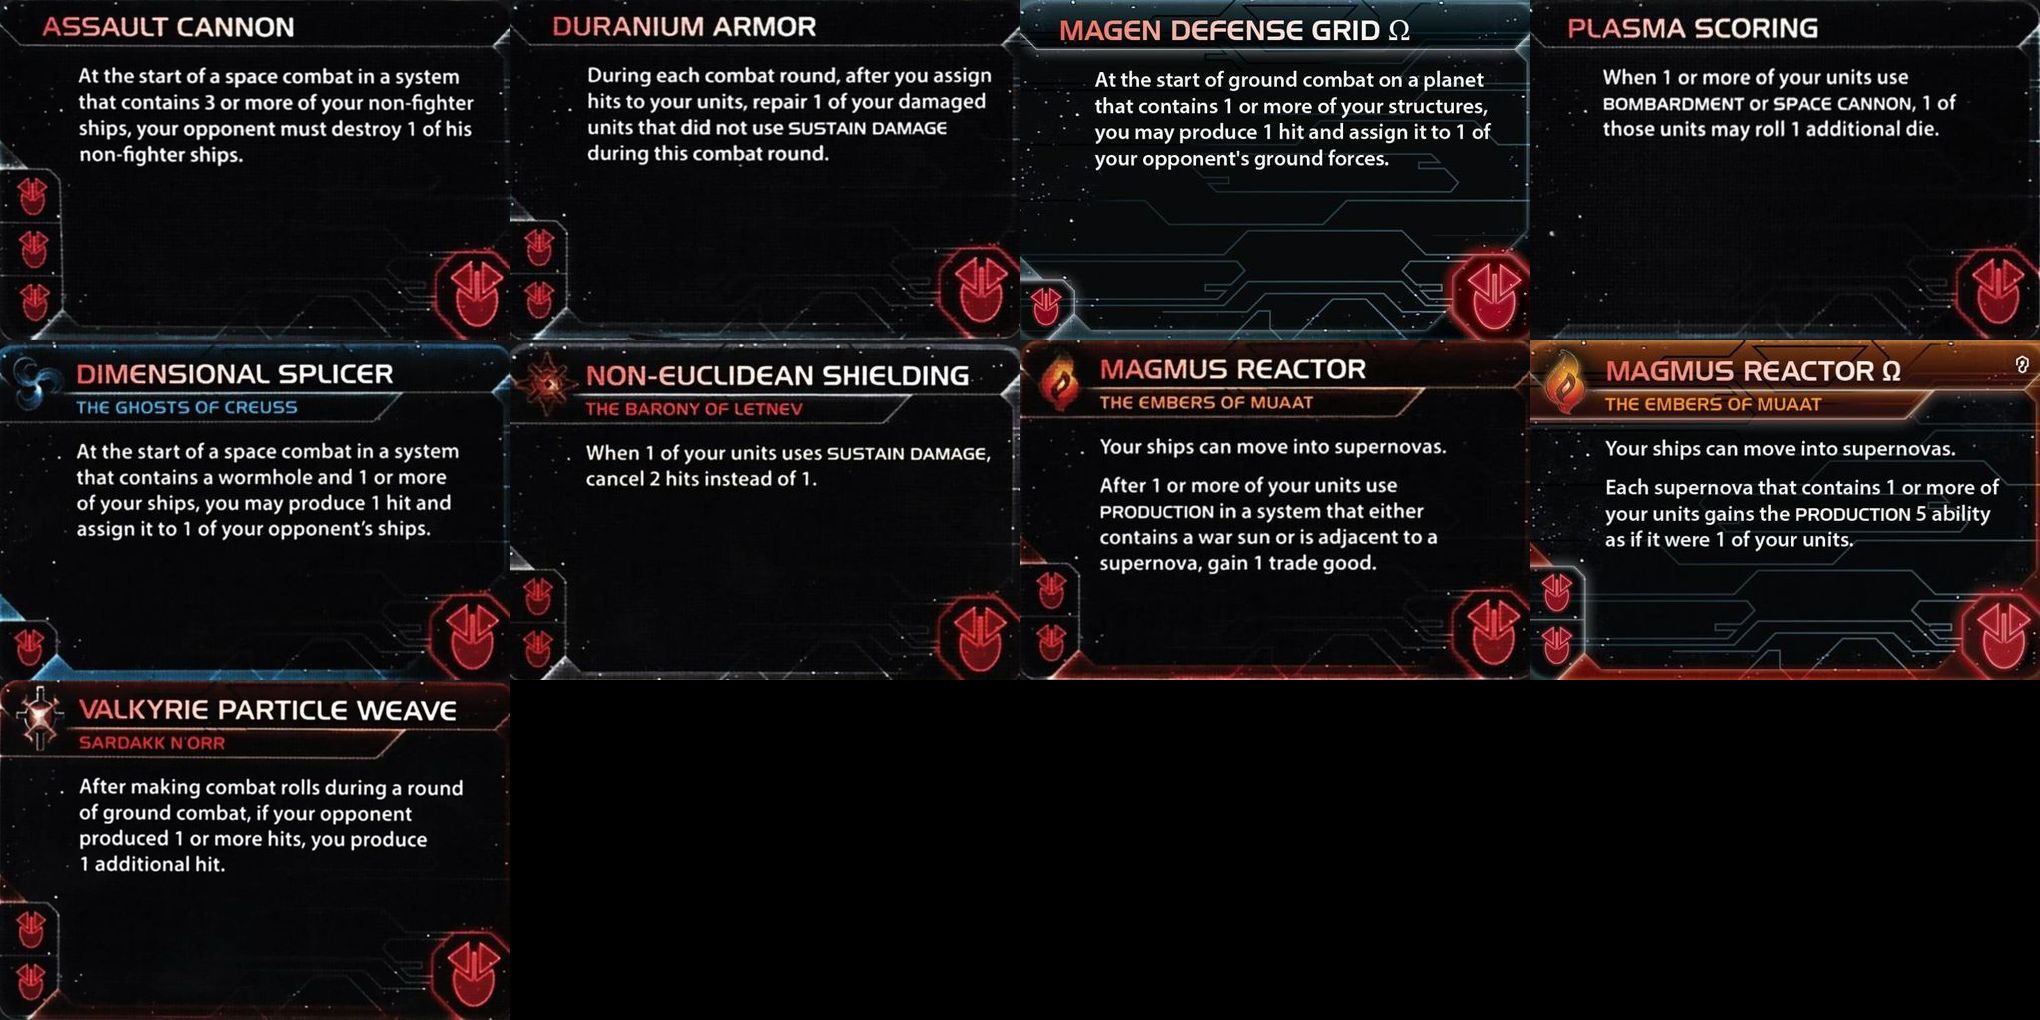 ASSAULT CANNON
At the start of a space combat in a system
that contains 3 or more of your non-fighter
ships, your opponent must destroy 1 of his
non-fighter ships.
DURANIUM ARMOR
During each combat round, after you assign
hits to your units, repair 1 of your damaged
units that did not use SUSTAIN DAMAGE
during this combat round.
MAGEN DEFENSE GRID Ω
At the start of ground combat on a planet
that contains 1 or more of your structures,
you may produce 1 hit and assign it to 1 of
your opponent's ground forces.
PLASMA SCORING
When 1 or more of your units use
BOMBARDMENT or SPACE CANNON, 1 of
those units may roll 1 additional die.
DIMENSIONAL SPLICER
THE GHOSTS OF CREUSS
At the start of a space combat in a system
that contains a wormhole and 1 or more
of your ships, you may produce 1 hit and
assign it to 1 of your opponent's ships.
NON-EUCLIDEAN SHIELDING
THE BARONY OF LETNEV
When 1 of your units uses SUSTAIN DAMAGE,
cancel 2 hits instead of 1.
MAGMUS REACTOR
THE EMBERS OF MUAAT
Your ships can move into supernovas.
After 1 or more of your units use
PRODUCTION in a system that either
contains a war sun or is adjacent to a
supernova, gain 1 trade good.
MAGMUS REACTOR Ω
THE EMBERS OF MUAAT
Your ships can move into supernovas.
Each supernova that contains 1 or more of
your units gains the PRODUCTION 5 ability
as if it were 1 of your units.
VALKYRIE PARTICLE WEAVE
SARDAKK N'ORR
After making combat rolls during a round
of ground combat, if your opponent
produced 1 or more hits, you produce
1 additional hit.